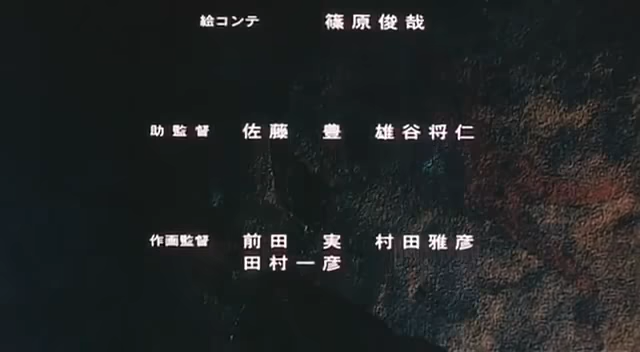 絵コンテ 篠原俊哉
助監督 佐藤 豊 雄谷将仁
作画監督 前田 実 村田雅彦
田村一彦